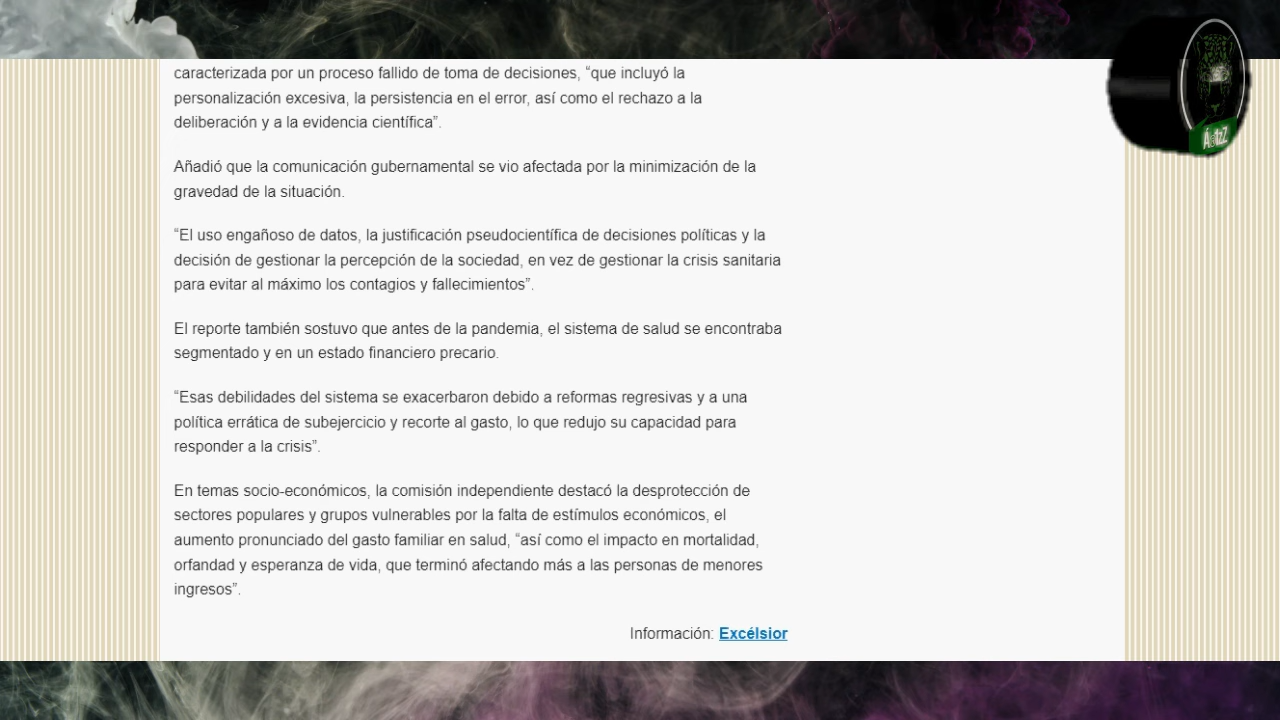 caracterizada por un proceso fallido de toma de decisiones, “que incluyó la
personalización excesiva, la persistencia en el error, así como el rechazo a la
deliberación y a la evidencia científica”.
Añadió que la comunicación gubernamental se vio afectada por la minimización de la
gravedad de la situación.
“El uso engañoso de datos, la justificación pseudocientífica de decisiones políticas y la
decisión de gestionar la percepción de la sociedad, en vez de gestionar la crisis sanitaria
para evitar al máximo los contagios y fallecimientos”.
El reporte también sostuvo que antes de la pandemia, el sistema de salud se encontraba
segmentado y en un estado financiero precario.
“Esas debilidades del sistema se exacerbaron debido a reformas regresivas y a una
política errática de subejercicio y recorte al gasto, lo que redujo su capacidad para
responder a la crisis”.
En temas socio-económicos, la comisión independiente destacó la desprotección de
sectores populares y grupos vulnerables por la falta de estímulos económicos, el
aumento pronunciado del gasto familiar en salud, “así como el impacto en mortalidad,
orfandad y esperanza de vida, que terminó afectando más a las personas de menores
ingresos”.
Información: Excélsior